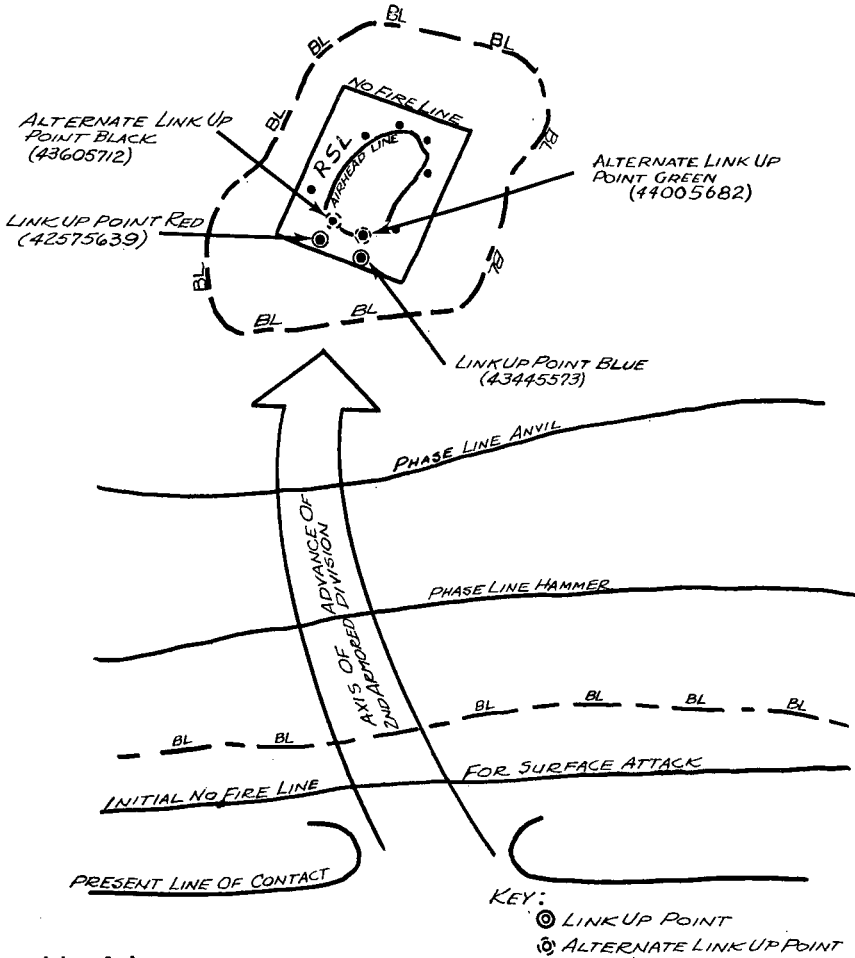 BL
BL
BL
BL
BL
BL
BL
BL
BL
NO FIRE LINE
RSL
AIRHEAD LINE
ALTERNATE LINK UP
POINT BLACK
(43605712)
LINK UP POINT RED
(42575639)
ALTERNATE LINK UP
POINT GREEN
(44005682)
LINK UP POINT BLUE
(43445573)
PHASE LINE ANVIL
AXIS OF ADVANCE OF
2ND ARMORED DIVISION
PHASE LINE HAMMER
BL
BL
BL
BL
BL
BL
INITIAL NO FIRE LINE
FOR SURFACE ATTACK
PRESENT LINE OF CONTACT
KEY:
LINK UP POINT
ALTERNATE LINK UP POINT